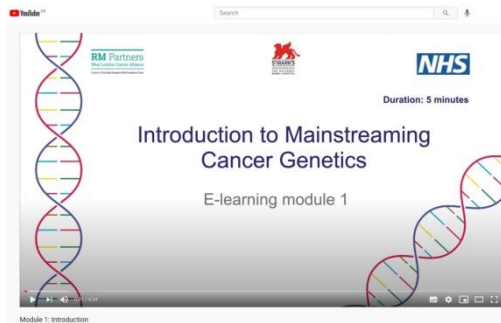 YouTube
Search
RM Partners
West London Cancer Alliance
ST MARK'S
NHS
Duration: 5 minutes
Introduction to Mainstreaming
Cancer Genetics
E-learning module 1
Module 1: Introduction